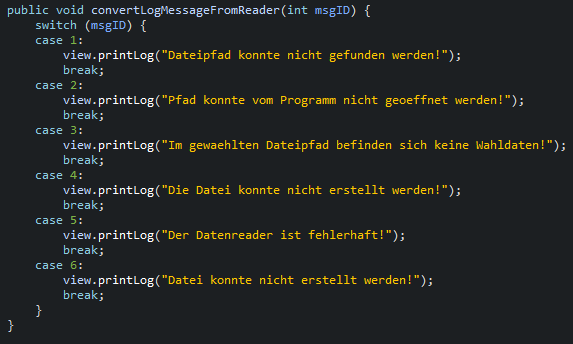 public void convertLogMessageFromReader(int msgID) {
    switch (msgID) {
    case 1:
        view.printLog("Dateipfad konnte nicht gefunden werden!");
        break;
    case 2:
        view.printLog("Pfad konnte vom Programm nicht geoeffnet werden!");
        break;
    case 3:
        view.printLog("Im gewaehlten Dateipfad befinden sich keine Wahldaten!");
        break;
    case 4:
        view.printLog("Die Datei konnte nicht erstellt werden!");
        break;
    case 5:
        view.printLog("Der Datenreader ist fehlerhaft!");
        break;
    case 6:
        view.printLog("Datei konnte nicht erstellt werden!");
        break;
    }
}